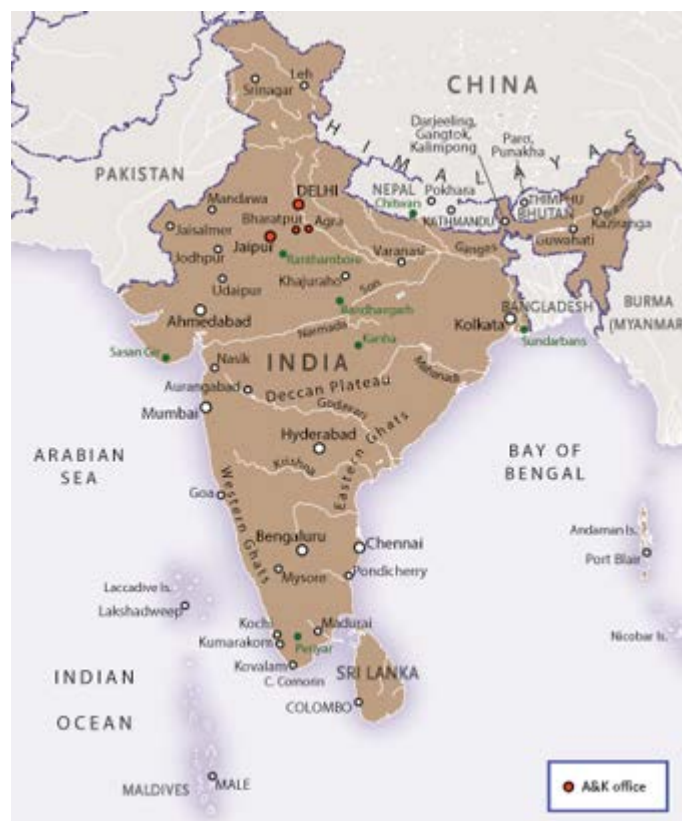 Leh
Srinagar
CHINA
HIMALAYAS
Darjeeling,
Gangtok,
Kalimpong
Paro,
Punakha
PAKISTAN
DELHI
NEPAL
Pokhara
Chitwan
KATHMANDU
THIMPHU
BHUTAN
Brahmaputra
Kaziranga
Guwahati
Mandawa
Bharatpur
Agra
Jaisalmer
Jaipur
Jodhpur
Ranthambore
Varanasi
Ganges
Khajuraho
Udaipur
Son
Bandhavgarh
BANGLADESH
BURMA
(MYANMAR
Ahmedabad
Kolkata
Narmada
Kanha
Sundarbans
Sasan Gir
Nasik
INDIA
Mahanadi
Aurangabad
Deccan Plateau
Godavari
Mumbai
Hyderabad
Eastern Ghats
ARABIAN
SEA
BAY OF
BENGAL
Krishna
Goa
Western Ghats
Andaman Is.
Port Blair
Bengaluru
Chennai
Mysore
Pondicherry
Laccadive Is.
Lakshadweep
Kochi
Madurai
Kumarakom
Periyar
Nicobar Is.
Kovalam
C. Comorin
SRI LANKA
INDIAN
OCEAN
COLOMBO
MALDIVES
MALE
A&K office